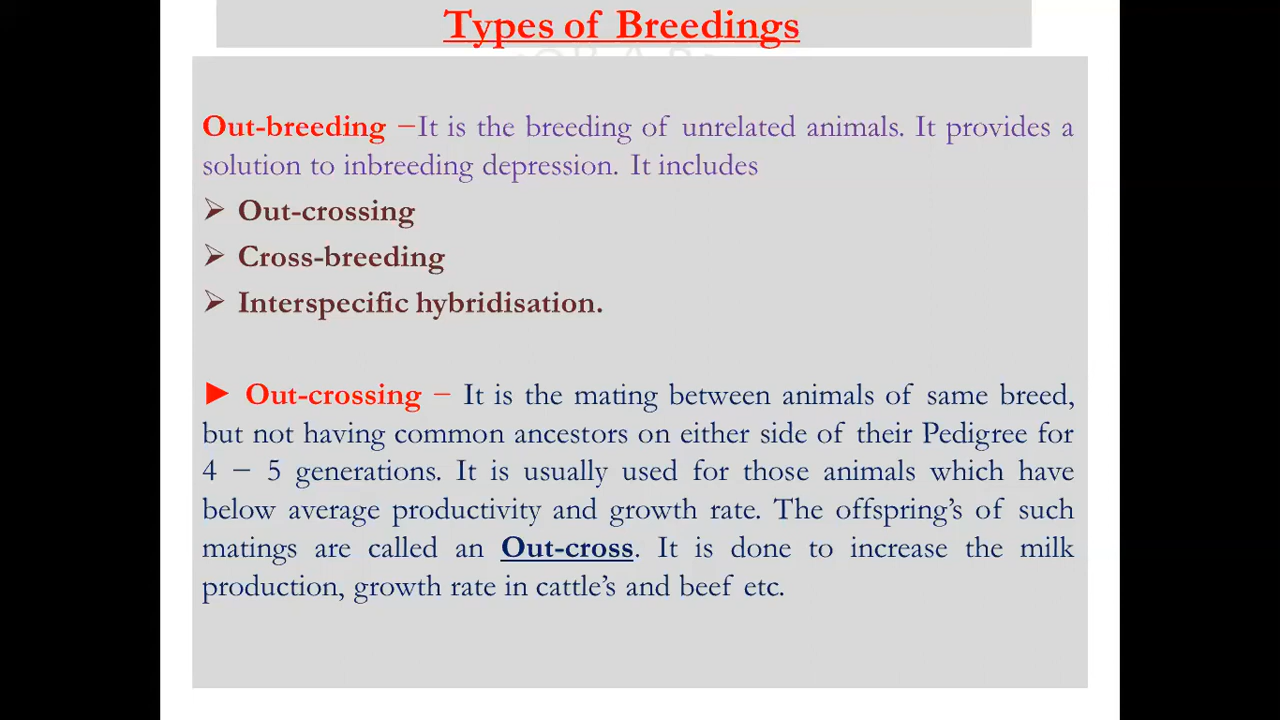 Types of Breedings
Out-breeding −It is the breeding of unrelated animals. It provides a
solution to inbreeding depression. It includes
➤ Out-crossing
➤ Cross-breeding
➤ Interspecific hybridisation.
► Out-crossing − It is the mating between animals of same breed,
but not having common ancestors on either side of their Pedigree for
4 − 5 generations. It is usually used for those animals which have
below average productivity and growth rate. The offspring’s of such
matings are called an Out-cross. It is done to increase the milk
production, growth rate in cattle’s and beef etc.